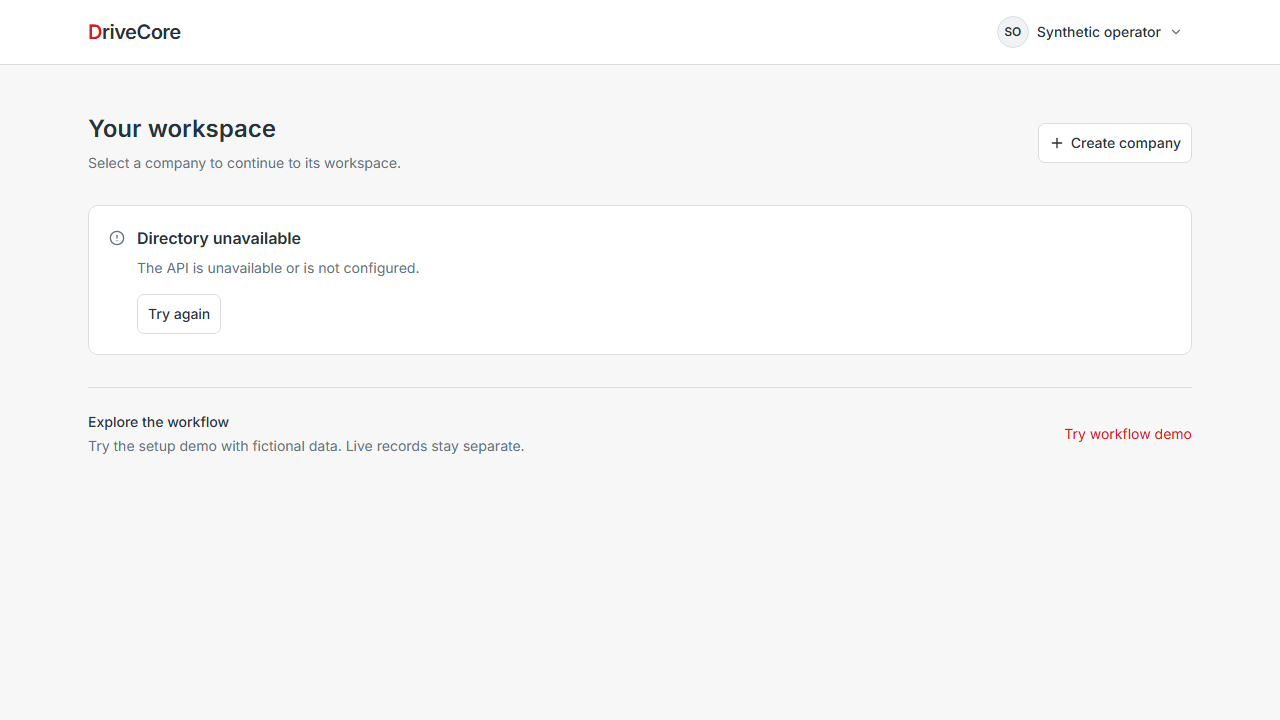 DriveCore
SO Synthetic operator
Your workspace
Select a company to continue to its workspace.
Create company
Directory unavailable
The API is unavailable or is not configured.
Try again
Explore the workflow
Try the setup demo with fictional data. Live records stay separate.
Try workflow demo